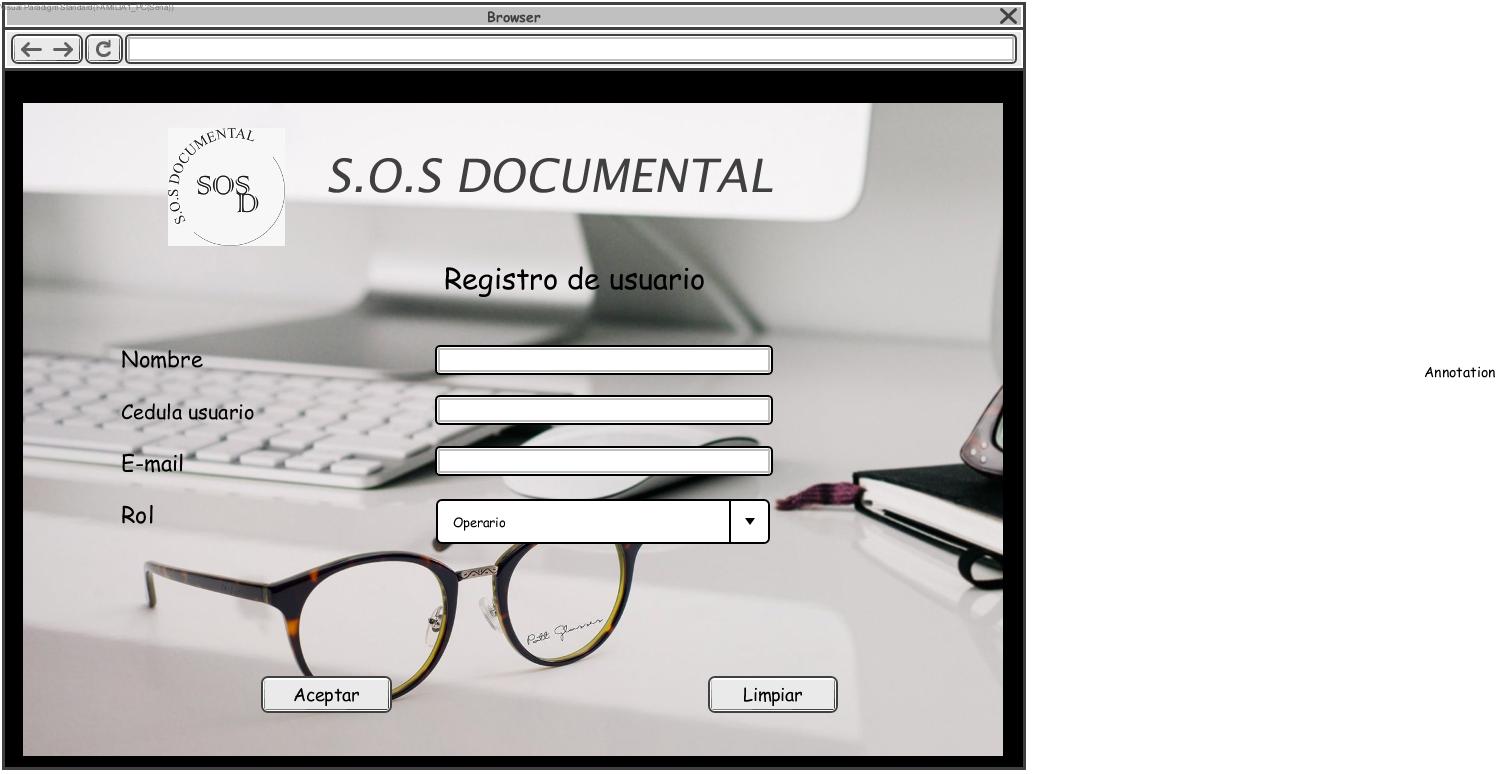 Visual Paradigm Standard(FAMILIA1_PC(Sena))
Browser
S.O.S DOCUMENTAL
SOS
D
S.O.S DOCUMENTAL
Registro de usuario
Nombre
Cedula usuario
E-mail
Rol
Operario
Annotation
Aceptar
Limpiar